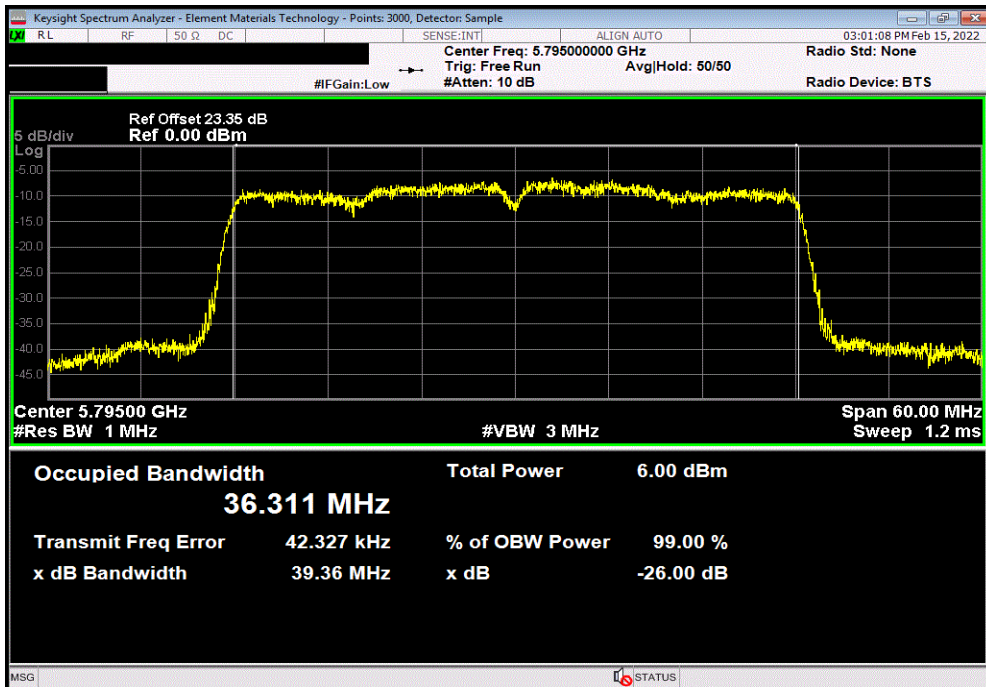 Keysight Spectrum Analyzer - Element Materials Technology - Points: 3000, Detector: Sample
LXI RL RF 50 Ω DC SENSE:INT ALIGN AUTO 03:01:08 PM Feb 15, 2022
Center Freq: 5.795000000 GHz Radio Std: None
Trig: Free Run Avg|Hold: 50/50
#IFGain:Low #Atten: 10 dB Radio Device: BTS
Ref Offset 23.35 dB
5 dB/div Ref 0.00 dBm
Log
-5.00
-10.0
-15.0
-20.0
-25.0
-30.0
-35.0
-40.0
-45.0
Center 5.79500 GHz Span 60.00 MHz
#Res BW 1 MHz #VBW 3 MHz Sweep 1.2 ms
Occupied Bandwidth Total Power 6.00 dBm
36.311 MHz
Transmit Freq Error 42.327 kHz % of OBW Power 99.00 %
x dB Bandwidth 39.36 MHz x dB -26.00 dB
MSG STATUS